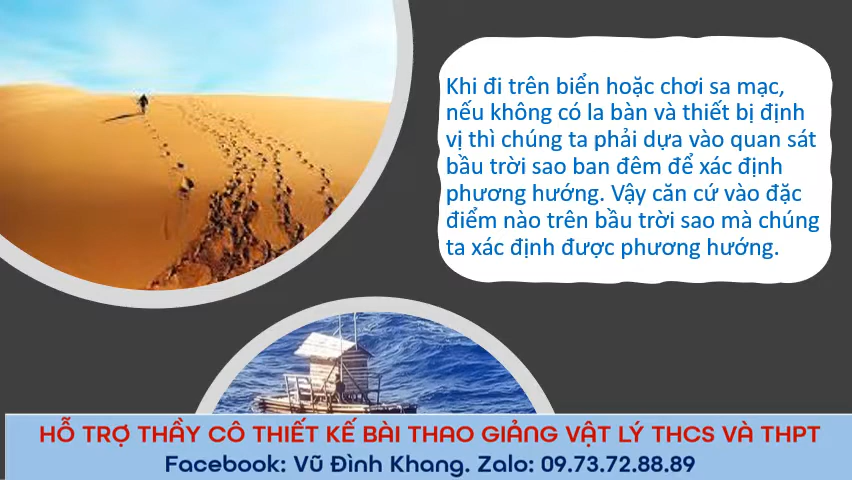 Khi đi trên biển hoặc chơi sa mạc,
nếu không có la bàn và thiết bị định
vị thì chúng ta phải dựa vào quan sát
bầu trời sao ban đêm để xác định
phương hướng. Vậy căn cứ vào đặc
điểm nào trên bầu trời sao mà chúng
ta xác định được phương hướng.
HỖ TRỢ THẦY CÔ THIẾT KẾ BÀI THAO GIẢNG VẬT LÝ THCS VÀ THPT
Facebook: Vũ Đình Khang. Zalo: 09.73.72.88.89